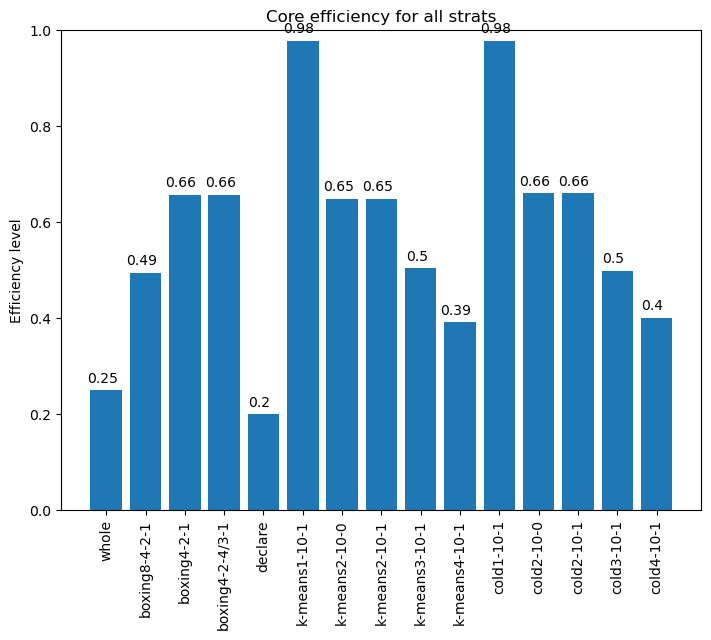 Core efficiency for all strats
Efficiency level
1.0
0.8
0.6
0.4
0.2
0.0
0.25
0.49
0.66
0.66
0.2
0.98
0.65
0.65
0.5
0.39
0.98
0.66
0.66
0.5
0.4
whole
boxing8-4-2-1
boxing4-2-1
boxing4-2-4/3-1
declare
k-means1-10-1
k-means2-10-0
k-means2-10-1
k-means3-10-1
k-means4-10-1
cold1-10-1
cold2-10-0
cold2-10-1
cold3-10-1
cold4-10-1